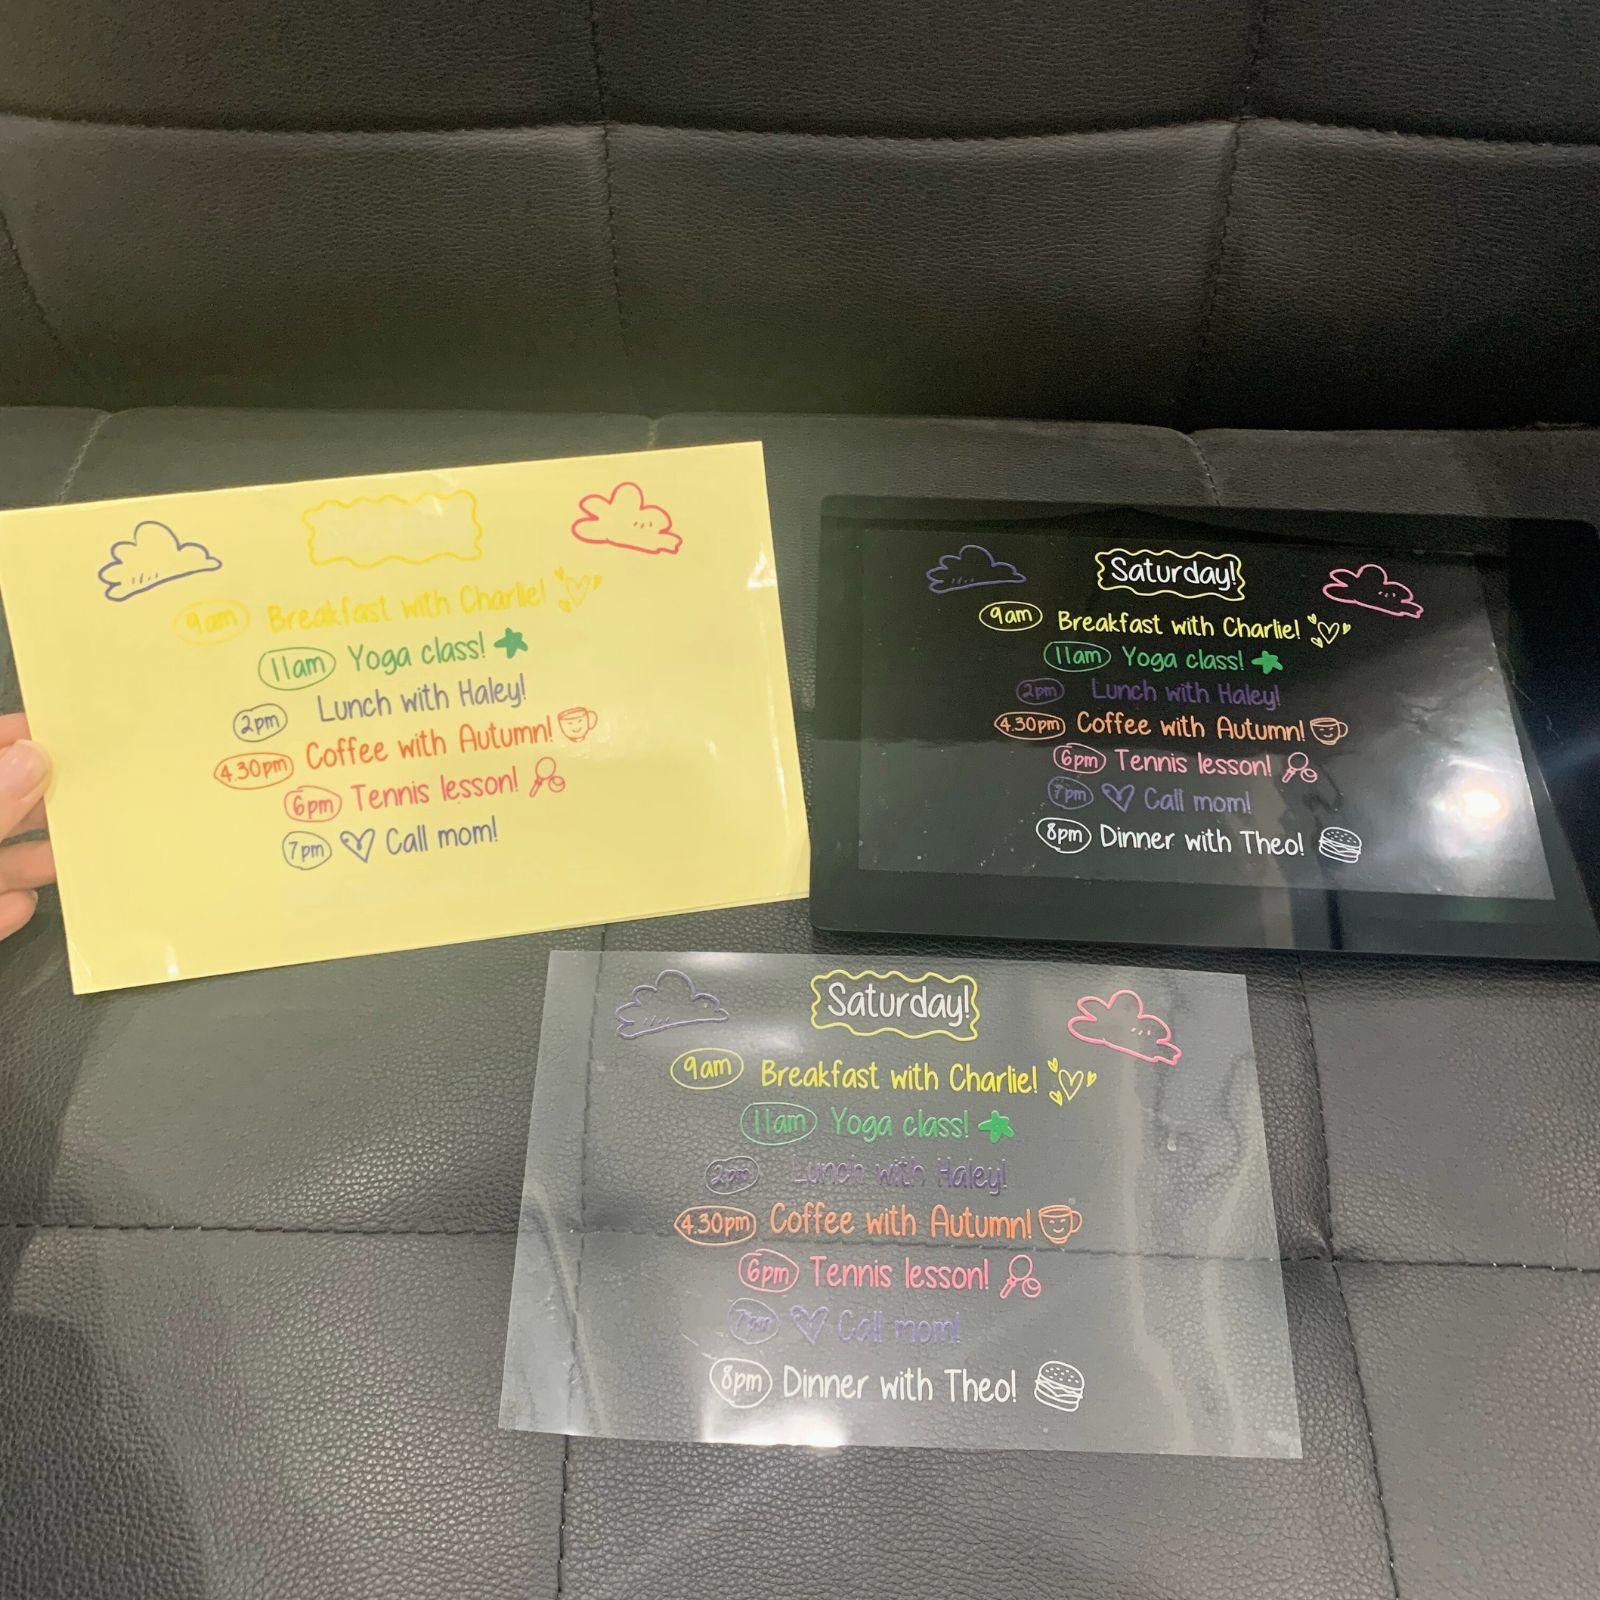 9am Breakfast with Charlie!
11am Yoga class!
2pm Lunch with Haley!
4.30pm Coffee with Autumn!
6pm Tennis lesson!
7pm Call mom!
Saturday!
9am Breakfast with Charlie!
11am Yoga class!
2pm Lunch with Haley!
4.30pm Coffee with Autumn!
6pm Tennis lesson!
7pm Call mom!
8pm Dinner with Theo!
Saturday!
9am Breakfast with Charlie!
11am Yoga class!
2pm Lunch with Haley!
4.30pm Coffee with Autumn!
6pm Tennis lesson!
7pm Call mom!
8pm Dinner with Theo!